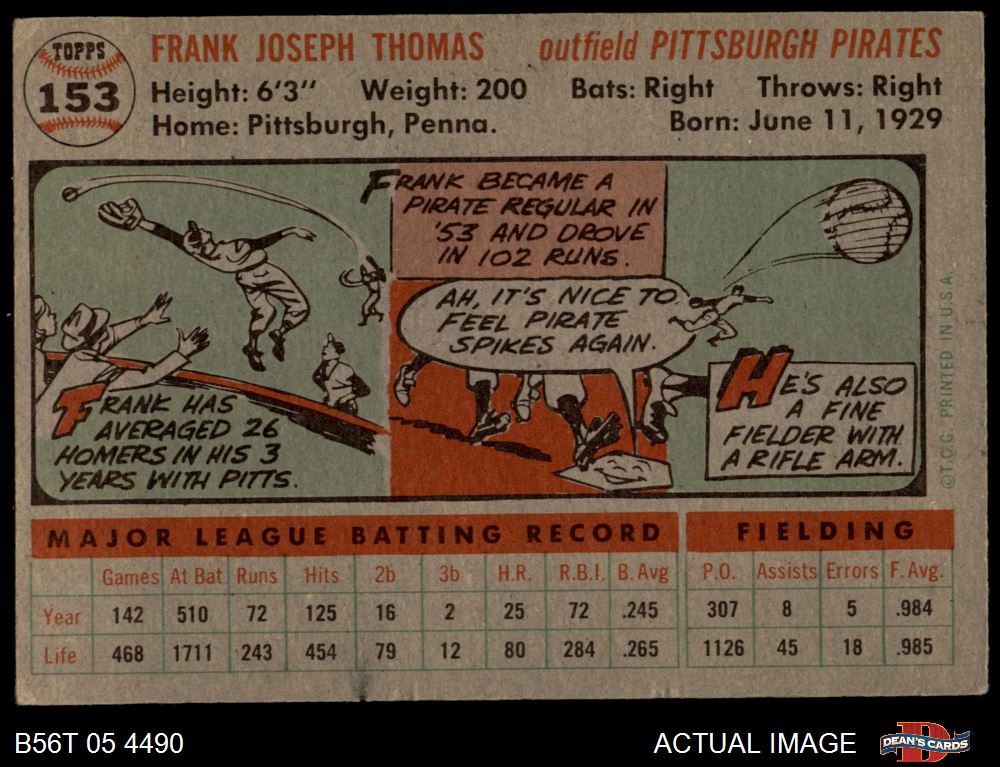 TOPPS
153
FRANK JOSEPH THOMAS outfield PITTSBURGH PIRATES
Height: 6'3" Weight: 200 Bats: Right Throws: Right
Home: Pittsburgh, Penna. Born: June 11, 1929
FRANK HAS
AVERAGED 26
HOMERS IN HIS 3
YEARS WITH PITTS.
FRANK BECAME A
PIRATE REGULAR IN
'53 AND DROVE
IN 102 RUNS.
AH, IT'S NICE TO
FEEL PIRATE
SPIKES AGAIN.
HE'S ALSO
A FINE
FIELDER WITH
A RIFLE ARM.
©T.C.G. PRINTED IN U.S.A.
MAJOR LEAGUE BATTING RECORD FIELDING
Games At Bat Runs Hits 2b 3b H.R. R.B.I. B. Avg P.O. Assists Errors F. Avg.
Year 142 510 72 125 16 2 25 72 .245 307 8 5 .984
Life 468 1711 243 454 79 12 80 284 .265 1126 45 18 .985
B56T 05 4490 ACTUAL IMAGE
D
DEAN'S CARDS